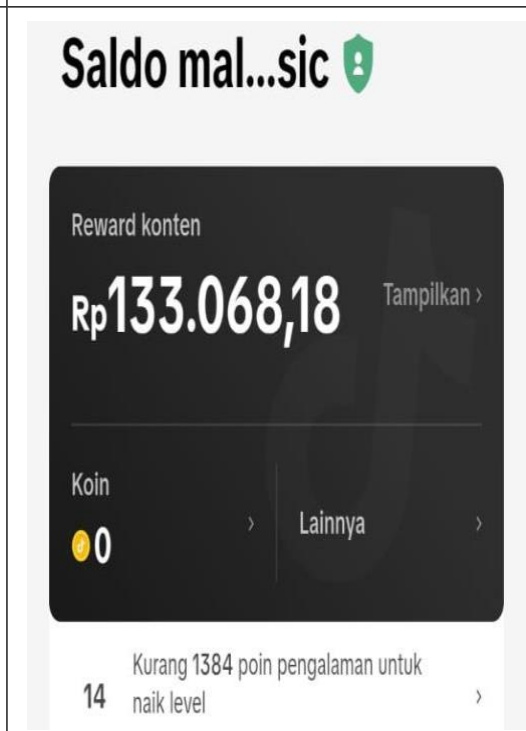 Saldo mal...sic
Reward konten
Rp133.068,18
Tampilkan >
Koin
0
>
Lainnya
>
Kurang 1384 poin pengalaman untuk
14
naik level
>